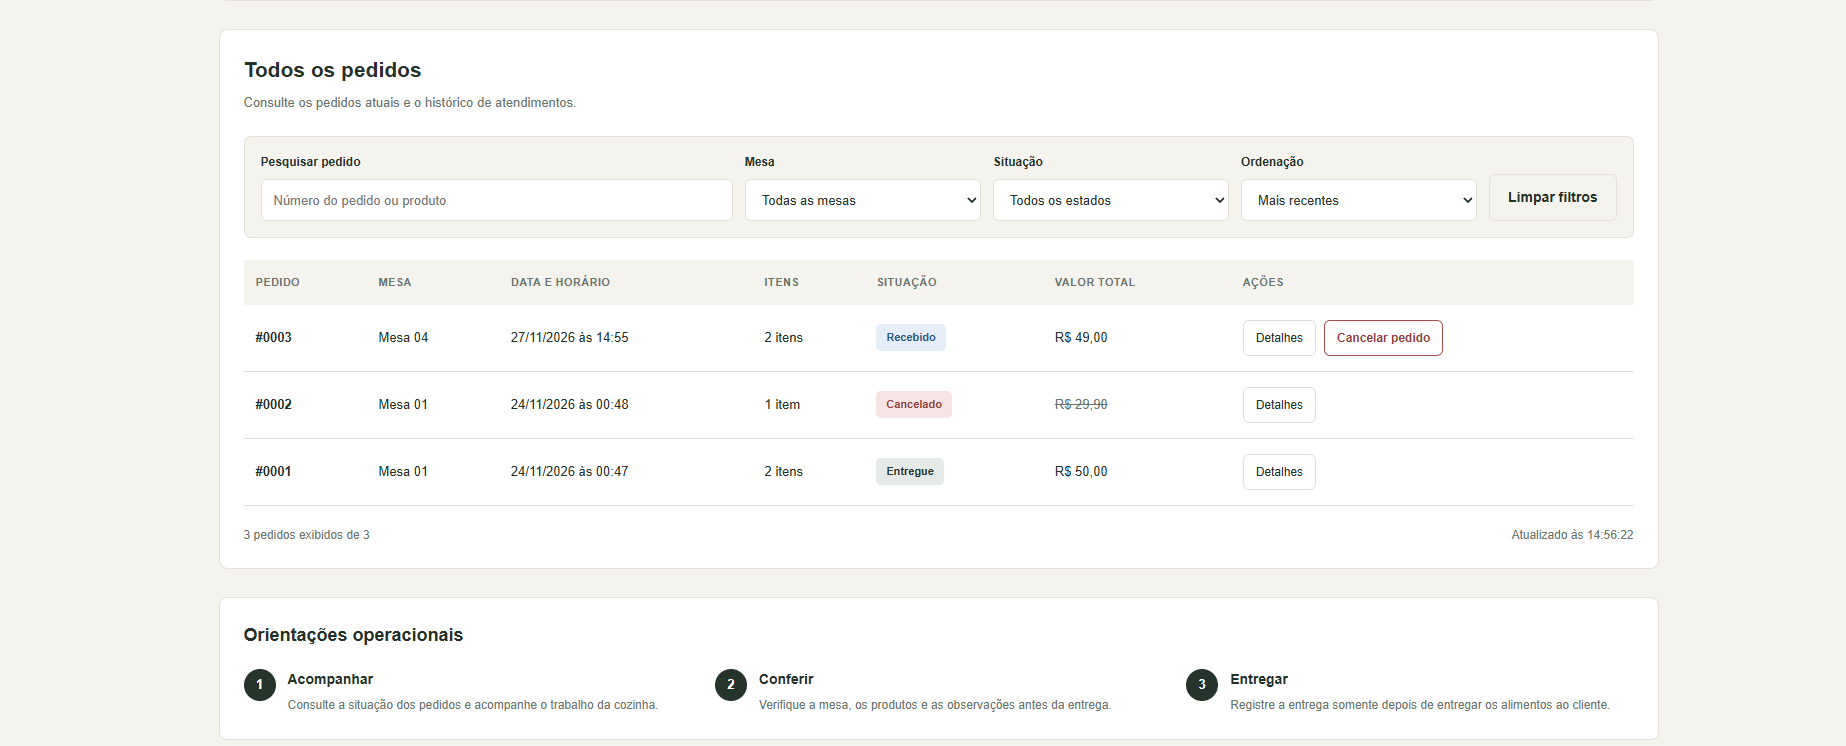 Todos os pedidos
Consulte os pedidos atuais e o histórico de atendimentos.
Pesquisar pedido Mesa Situação Ordenação
Número do pedido ou produto Todas as mesas Todos os estados Mais recentes Limpar filtros
PEDIDO MESA DATA E HORÁRIO ITENS SITUAÇÃO VALOR TOTAL AÇÕES
#0003 Mesa 04 27/11/2026 às 14:55 2 itens Recebido R$ 49,00 Detalhes Cancelar pedido
#0002 Mesa 01 24/11/2026 às 00:48 1 item Cancelado R$ 29,90 Detalhes
#0001 Mesa 01 24/11/2026 às 00:47 2 itens Entregue R$ 50,00 Detalhes
3 pedidos exibidos de 3 Atualizado às 14:56:22
Orientações operacionais
1 Acompanhar
Consulte a situação dos pedidos e acompanhe o trabalho da cozinha.
2 Conferir
Verifique a mesa, os produtos e as observações antes da entrega.
3 Entregar
Registre a entrega somente depois de entregar os alimentos ao cliente.